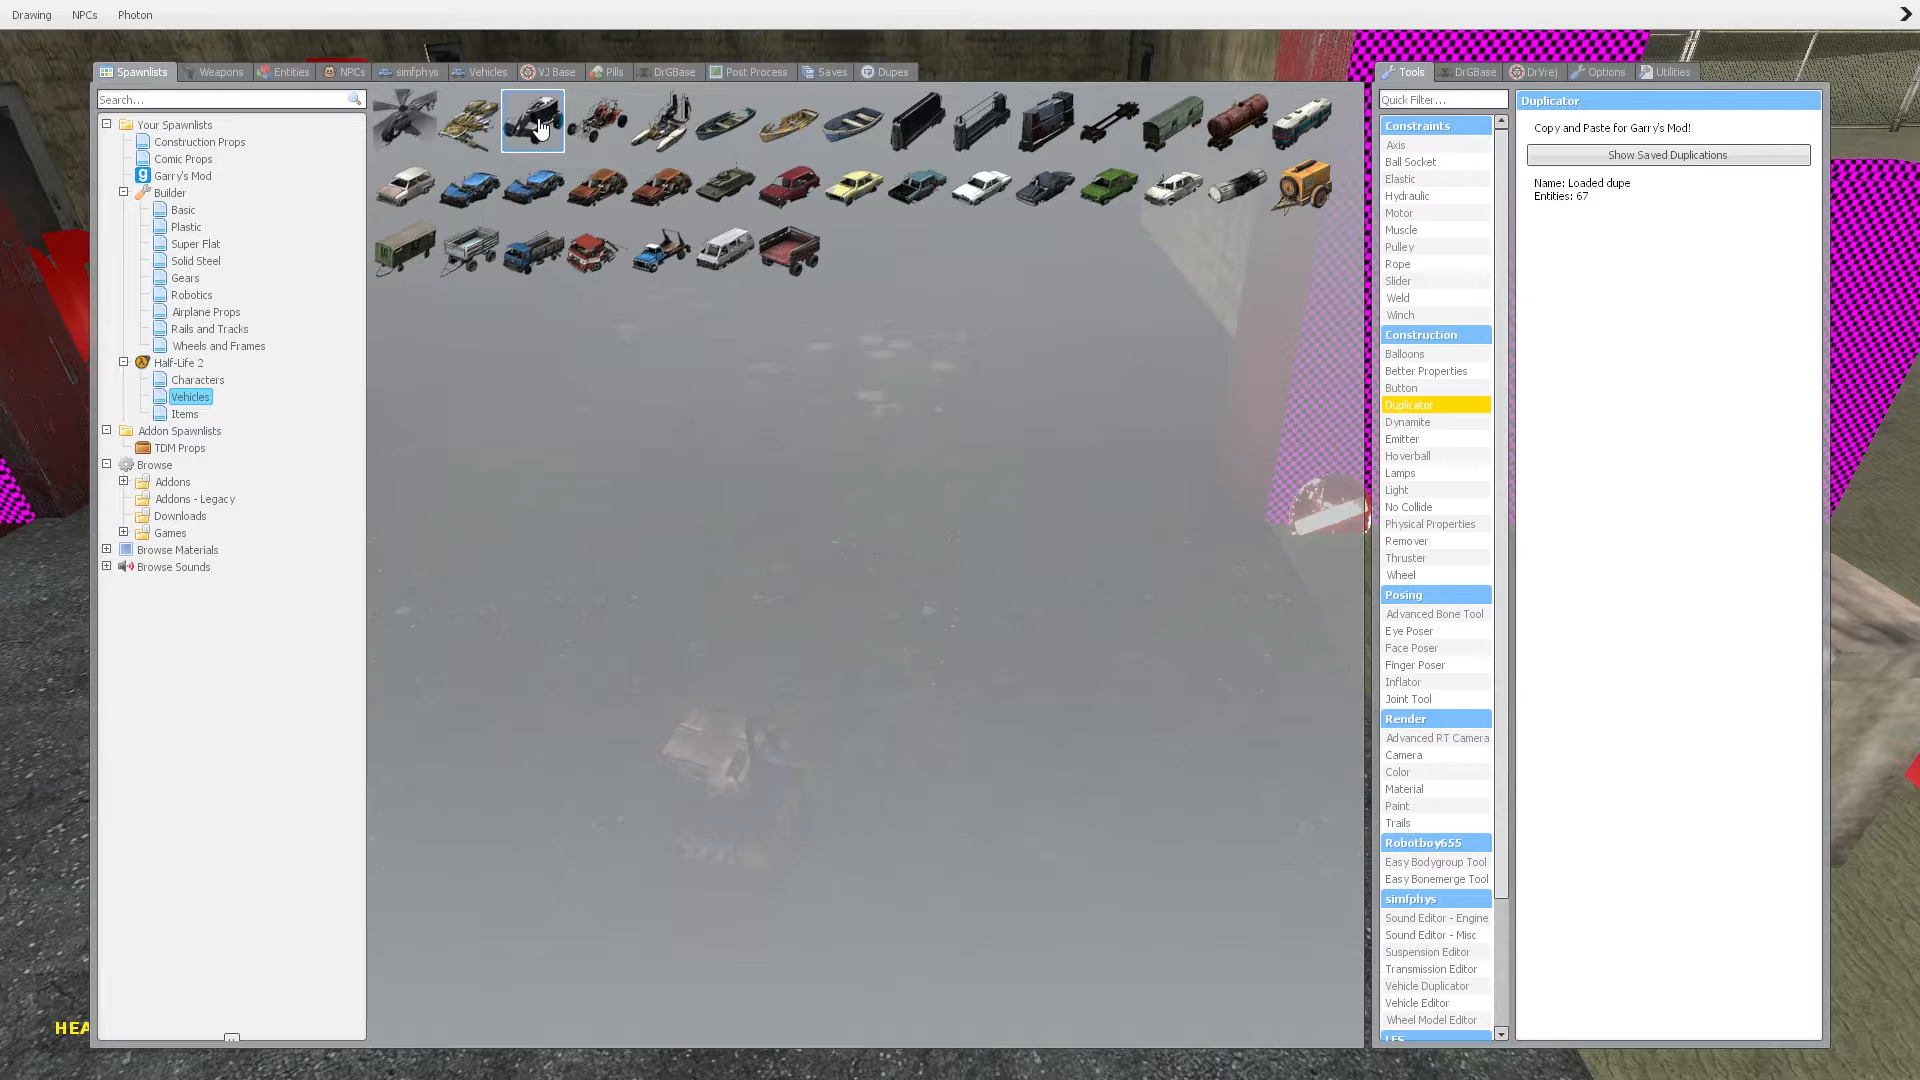 Drawing NPCs Photon
Spawnlists Weapons Entities NPCs simfphys Vehicles VJ Base Pills DrGBase Post Process Saves Dupes
Search...
Your Spawnlists
Construction Props
Comic Props
Garry's Mod
Builder
Basic
Plastic
Super Flat
Solid Steel
Gears
Robotics
Airplane Props
Rails and Tracks
Wheels and Frames
Half-Life 2
Characters
Vehicles
Items
Addon Spawnlists
TDM Props
Browse
Addons
Addons - Legacy
Downloads
Games
Browse Materials
Browse Sounds
HEA
Tools DrGBase DrVrej Options Utilities
Quick Filter...
Constraints
Axis
Ball Socket
Elastic
Hydraulic
Motor
Muscle
Pulley
Rope
Slider
Weld
Winch
Construction
Balloons
Better Properties
Button
Duplicator
Dynamite
Emitter
Hoverball
Lamps
Light
No Collide
Physical Properties
Remover
Thruster
Wheel
Posing
Advanced Bone Tool
Eye Poser
Face Poser
Finger Poser
Inflator
Joint Tool
Render
Advanced RT Camera
Camera
Color
Material
Paint
Trails
Robotboy655
Easy Bodygroup Tool
Easy Bonemerge Tool
simfphys
Sound Editor - Engine
Sound Editor - Misc
Suspension Editor
Transmission Editor
Vehicle Duplicator
Vehicle Editor
Wheel Model Editor
LFS
Duplicator
Copy and Paste for Garry's Mod!
Show Saved Duplications
Name: Loaded dupe
Entities: 67